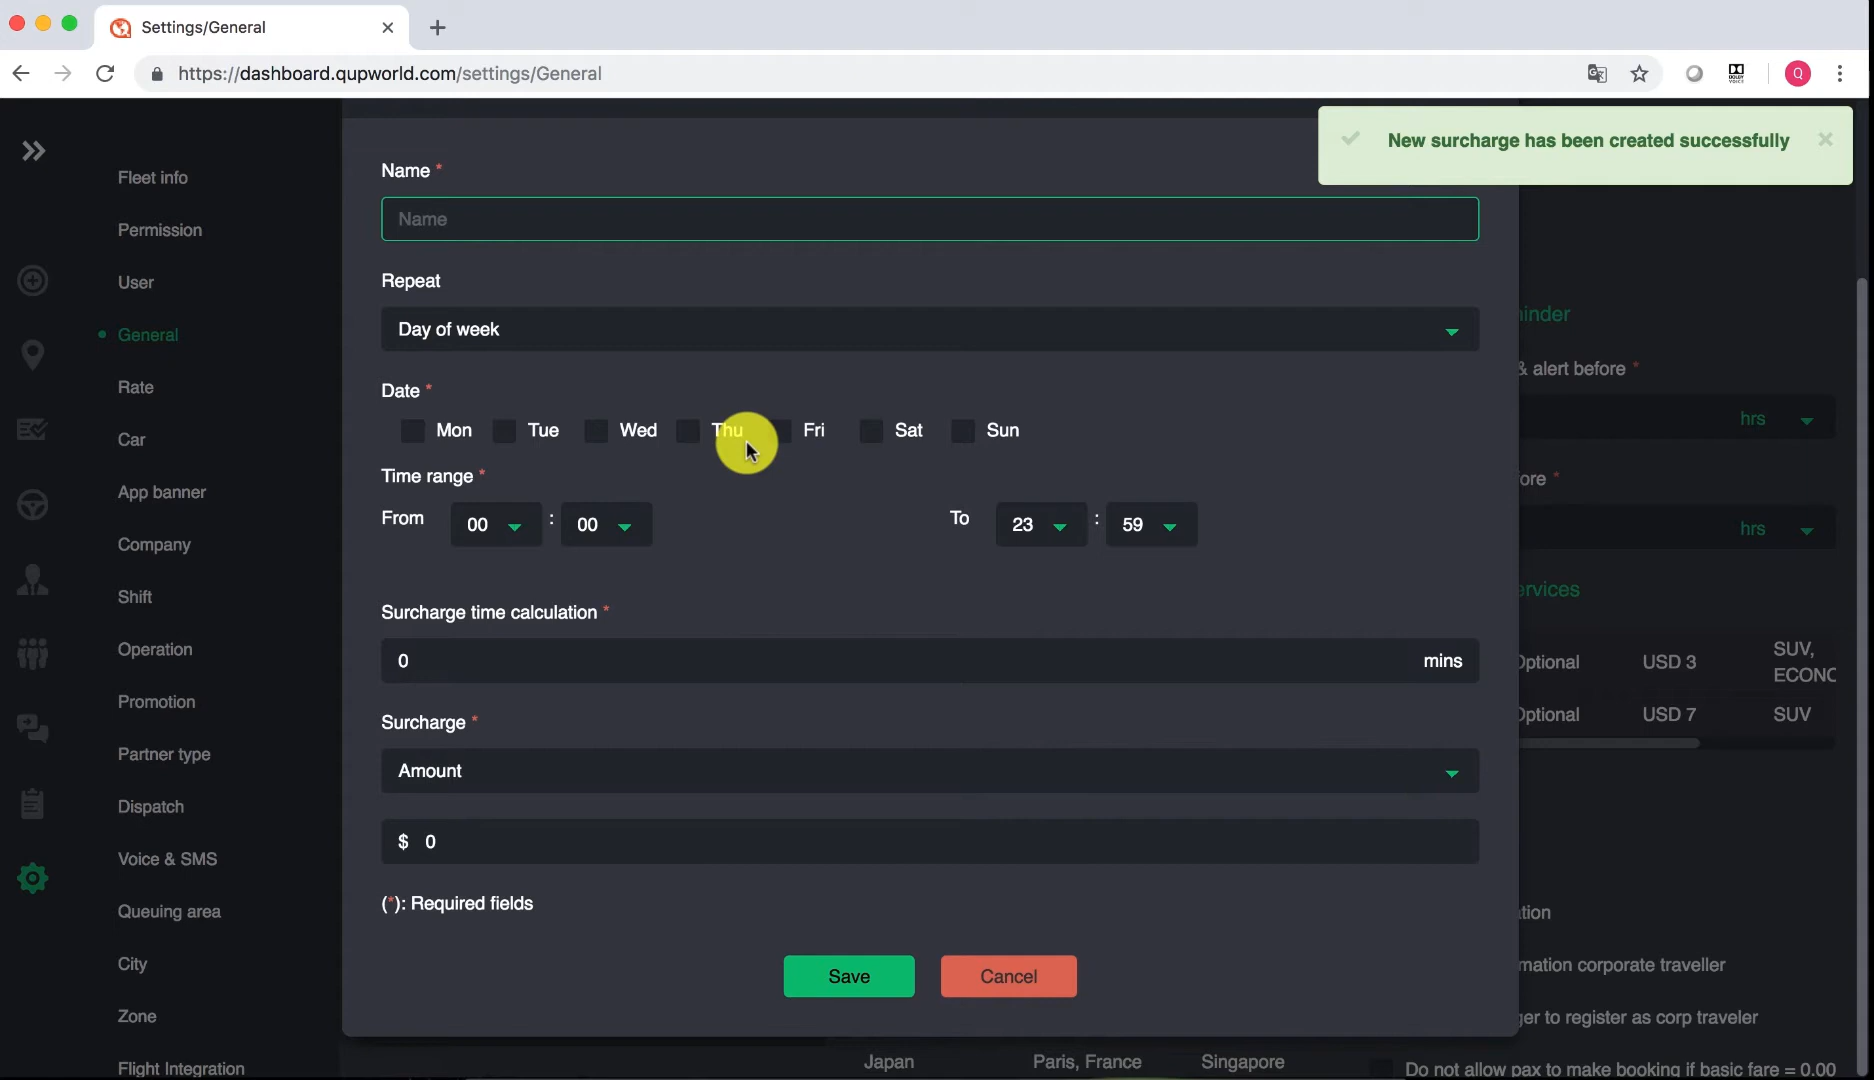 Settings/General
https://dashboard.qupworld.com/settings/General
Q
New surcharge has been created successfully
Fleet info
Permission
User
General
Rate
Car
App banner
Company
Shift
Operation
Promotion
Partner type
Dispatch
Voice & SMS
Queuing area
City
Zone
Flight Integration
Name *
Name
Repeat
Day of week
Date *
Mon Tue Wed Thu Fri Sat Sun
Time range *
From 00 : 00 To 23 : 59
Surcharge time calculation *
0 mins
Surcharge *
Amount
$ 0
(*): Required fields
Save Cancel
inder
& alert before *
hrs
ore *
hrs
ervices
Optional USD 3 SUV,
ECONO
Optional USD 7 SUV
tion
mation corporate traveller
ger to register as corp traveler
Japan Paris, France Singapore Do not allow pax to make booking if basic fare = 0.00